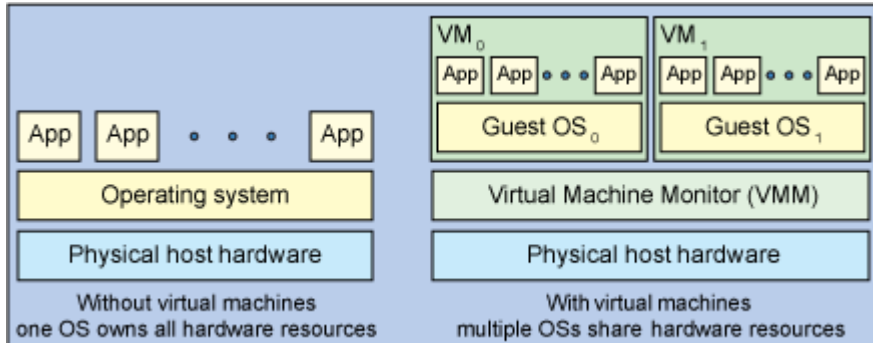 App App App
Operating system
Physical host hardware
Without virtual machines
one OS owns all hardware resources
VM0
App App App
Guest OS0
VM1
App App App
Guest OS1
Virtual Machine Monitor (VMM)
Physical host hardware
With virtual machines
multiple OSs share hardware resources